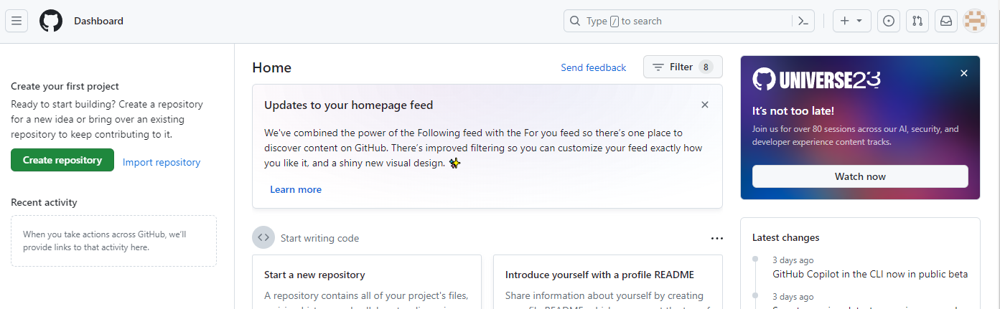 Dashboard
Type / to search
Create your first project
Ready to start building? Create a repository
for a new idea or bring over an existing
repository to keep contributing to it.
Create repository
Import repository
Recent activity
When you take actions across GitHub, we'll
provide links to that activity here.
Home
Send feedback
Filter 8
Updates to your homepage feed
We've combined the power of the Following feed with the For you feed so there's one place to
discover content on GitHub. There's improved filtering so you can customize your feed exactly how
you like it, and a shiny new visual design. ✨
Learn more
Start writing code
Start a new repository
A repository contains all of your project's files,
Introduce yourself with a profile README
Share information about yourself by creating
UNIVERSE23
It's not too late!
Join us for over 80 sessions across our AI, security, and
developer experience content tracks.
Watch now
Latest changes
3 days ago
GitHub Copilot in the CLI now in public beta
3 days ago